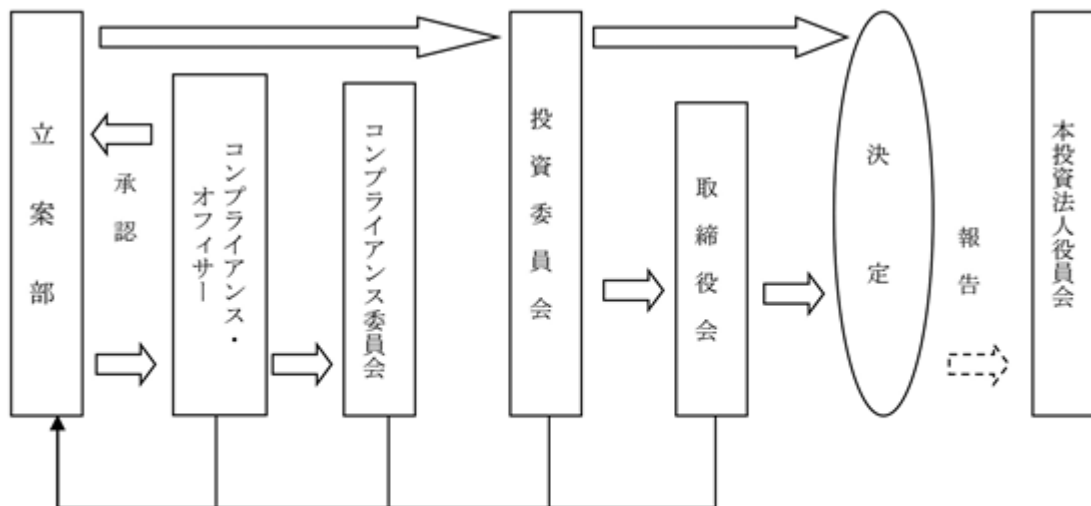 立案部
承認
コンプライアンス・
オフィサー
コンプライアンス委員会
投資委員会
取締役会
決定
報告
本投資法人役員会